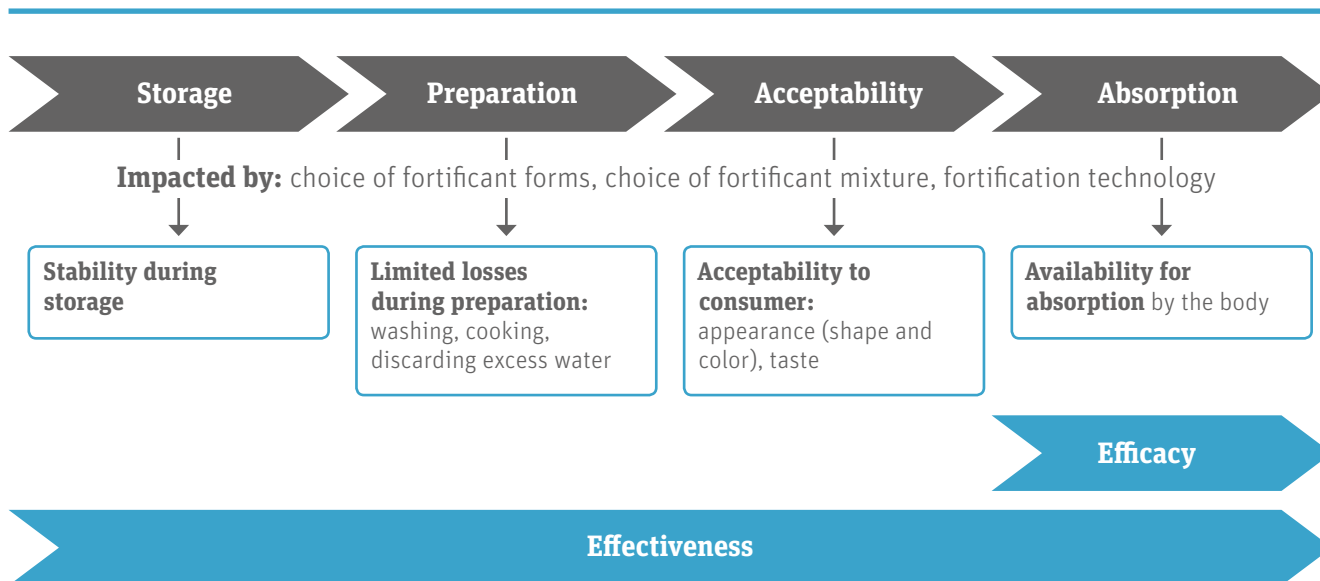 Storage
Preparation
Acceptability
Absorption
Impacted by: choice of fortificant forms, choice of fortificant mixture, fortification technology
Stability during
storage
Limited losses
during preparation:
washing, cooking,
discarding excess water
Acceptability to
consumer:
appearance (shape and
color), taste
Availability for
absorption by the body
Efficacy
Effectiveness